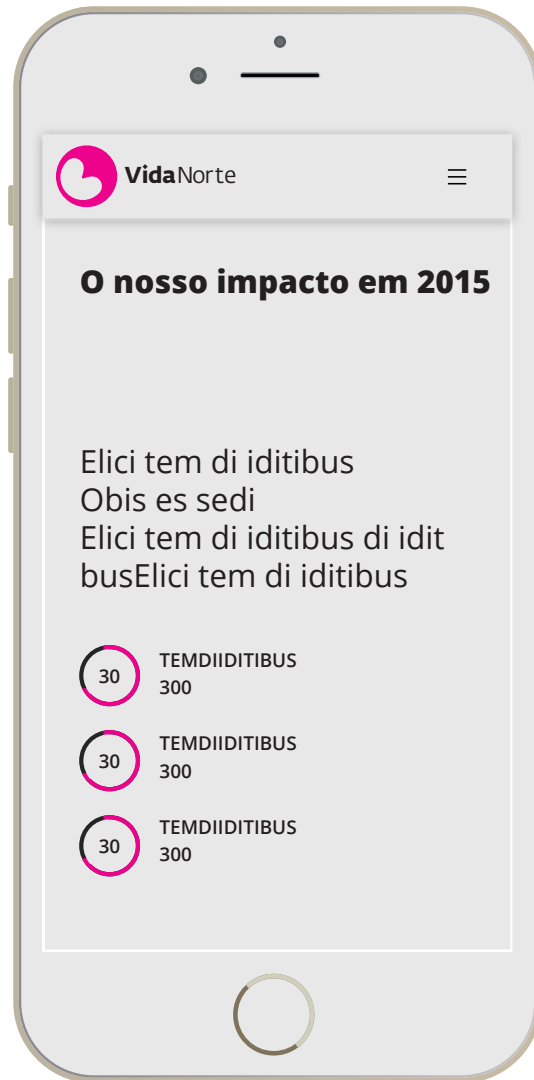 VidaNorte
O nosso impacto em 2015
Elici tem di iditibus
Obis es sedi
Elici tem di iditibus di idit
busElici tem di iditibus
30
TEMDIIDITIBUS
300
30
TEMDIIDITIBUS
300
30
TEMDIIDITIBUS
300